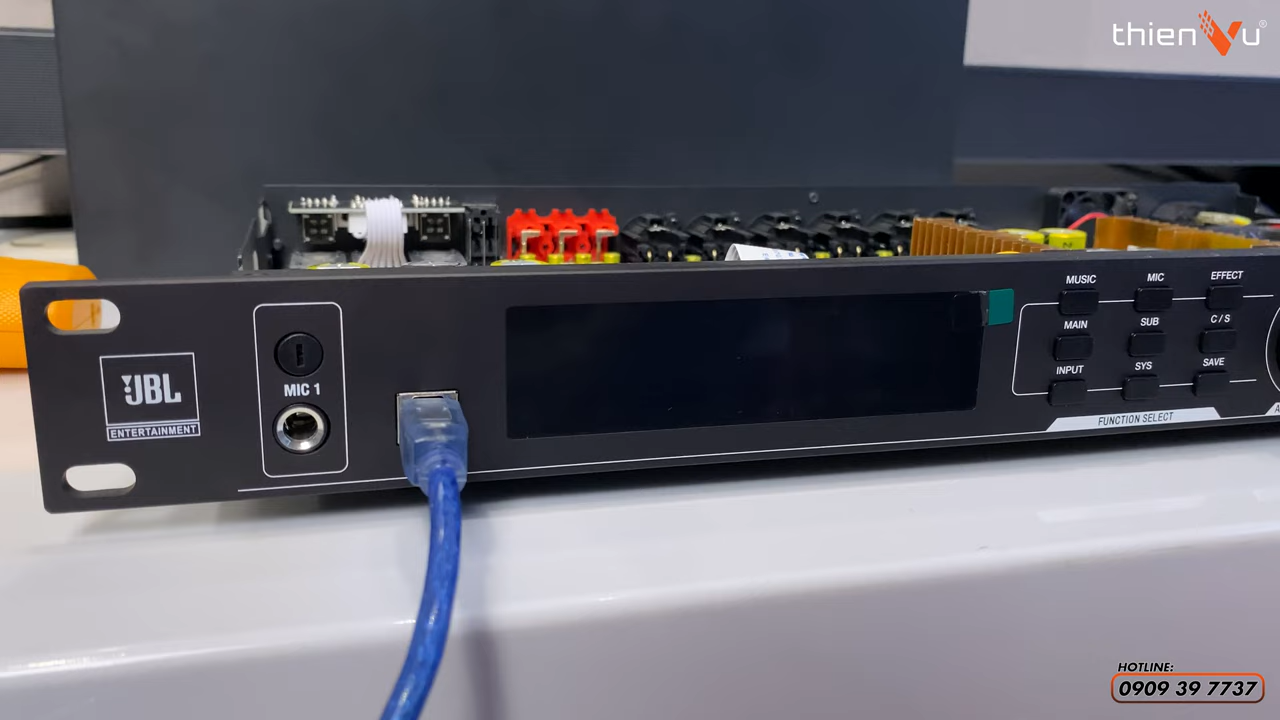 thienVu®
MUSIC
MIC
EFFECT
MAIN
SUB
C / S
INPUT
SYS
SAVE
FUNCTION SELECT
MIC 1
JBL
ENTERTAINMENT
HOTLINE:
0909 39 7737